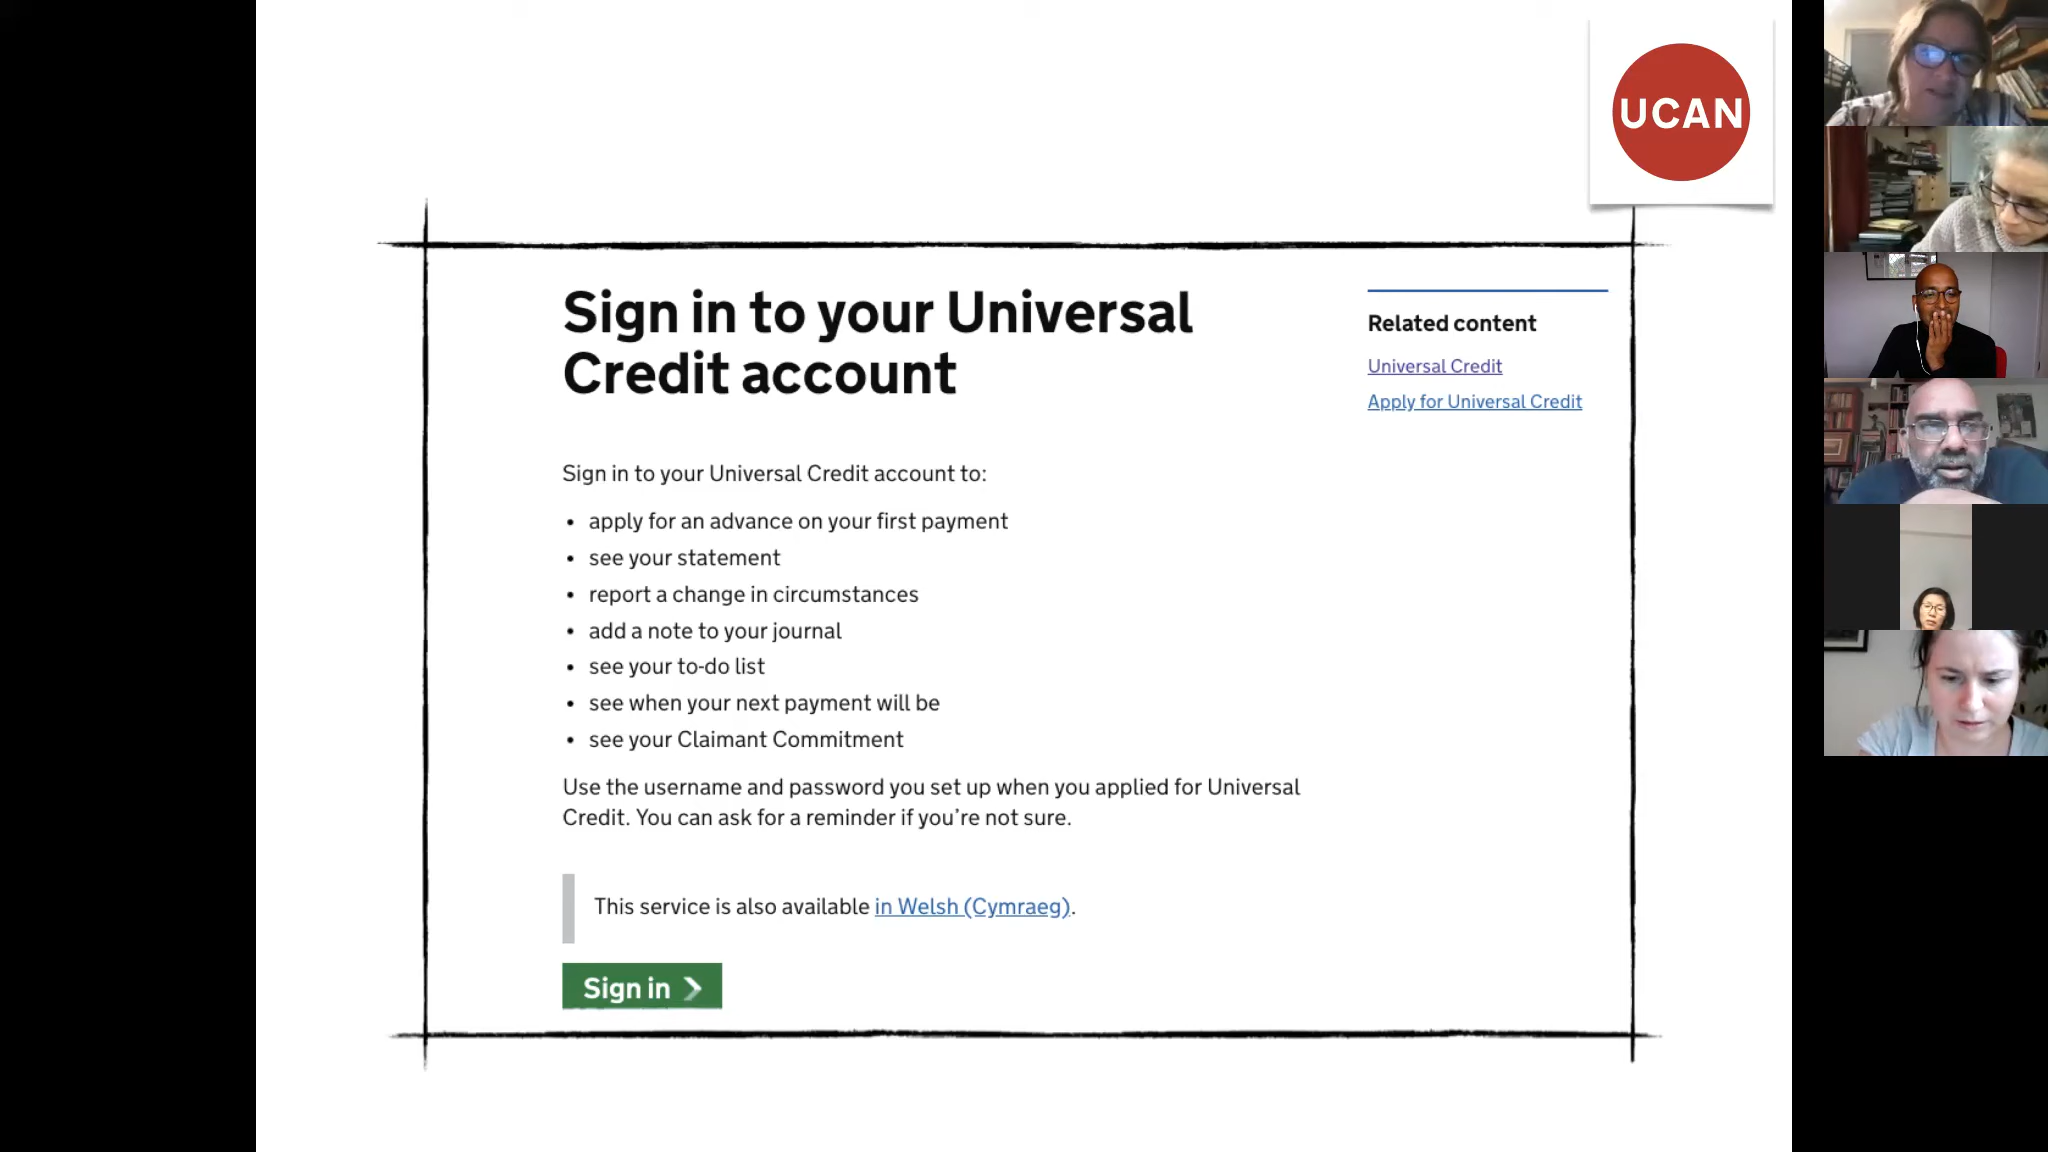 UCAN
Sign in to your Universal
Credit account
Sign in to your Universal Credit account to:
• apply for an advance on your first payment
• see your statement
• report a change in circumstances
• add a note to your journal
• see your to-do list
• see when your next payment will be
• see your Claimant Commitment
Use the username and password you set up when you applied for Universal
Credit. You can ask for a reminder if you’re not sure.
This service is also available in Welsh (Cymraeg).
Sign in
Related content
Universal Credit
Apply for Universal Credit